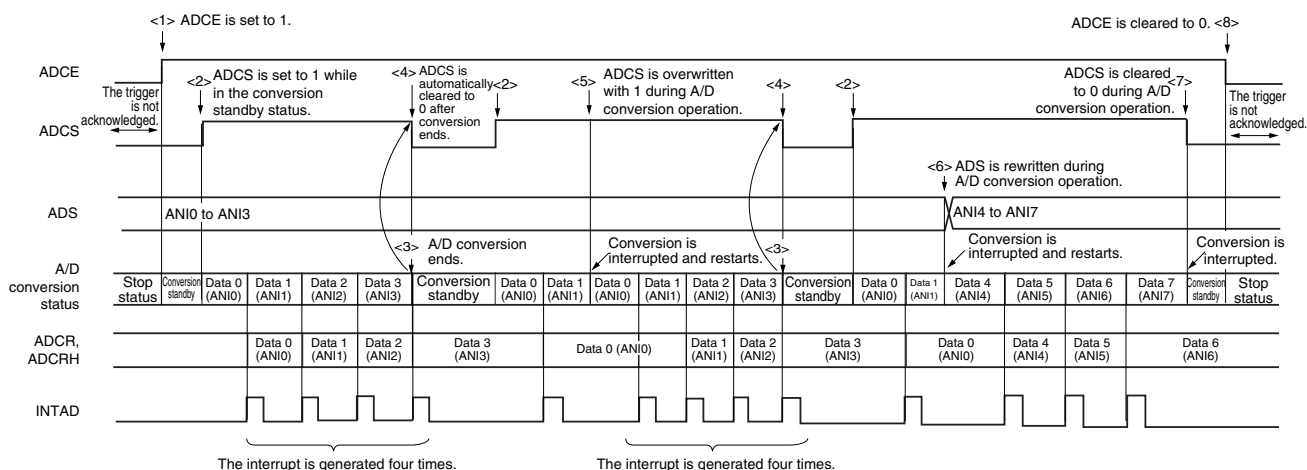 <1> ADCE is set to 1.
ADCE is cleared to 0. <8>
ADCE
The trigger
is not
acknowledged.
<2> ADCS is set to 1 while
in the conversion
standby status.
<4> ADCS is
automatically
cleared to
0 after
conversion
ends.
<2>
<5> ADCS is overwritten
with 1 during A/D
conversion operation.
<4>
<2>
ADCS is cleared
to 0 during A/D
conversion operation.
<7>
The trigger
is not
acknowledged.
ADCS
<6> ADS is rewritten during
A/D conversion operation.
ADS
ANI0 to ANI3
ANI4 to ANI7
<3> A/D conversion
ends.
Conversion is
interrupted and restarts.
<3>
Conversion is
interrupted and restarts.
Conversion is
interrupted.
A/D
conversion
status
Stop
status
Conversion
standby
Data 0
(ANI0)
Data 1
(ANI1)
Data 2
(ANI2)
Data 3
(ANI3)
Conversion
standby
Data 0
(ANI0)
Data 1
(ANI1)
Data 0
(ANI0)
Data 1
(ANI1)
Data 2
(ANI2)
Data 3
(ANI3)
Conversion
standby
Data 0
(ANI0)
Data 1
(ANI1)
Data 4
(ANI4)
Data 5
(ANI5)
Data 6
(ANI6)
Data 7
(ANI7)
Conversion
standby
Stop
status
ADCR,
ADCRH
Data 0
(ANI0)
Data 1
(ANI1)
Data 2
(ANI2)
Data 3
(ANI3)
Data 0 (ANI0)
Data 1
(ANI1)
Data 2
(ANI2)
Data 3
(ANI3)
Data 0
(ANI0)
Data 4
(ANI4)
Data 5
(ANI5)
Data 6
(ANI6)
INTAD
The interrupt is generated four times.
The interrupt is generated four times.